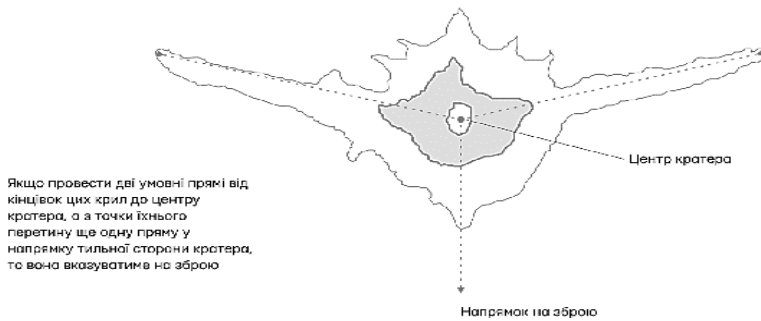 Центр кратера
Якщо провести дві умовні прямі від
кінцівок цих крил до центру
кратера, а з точки їхнього
перетину ще одну пряму у
напрямку тильної сторони кратера,
то вона вказуватиме на зброю
Напрямок на зброю